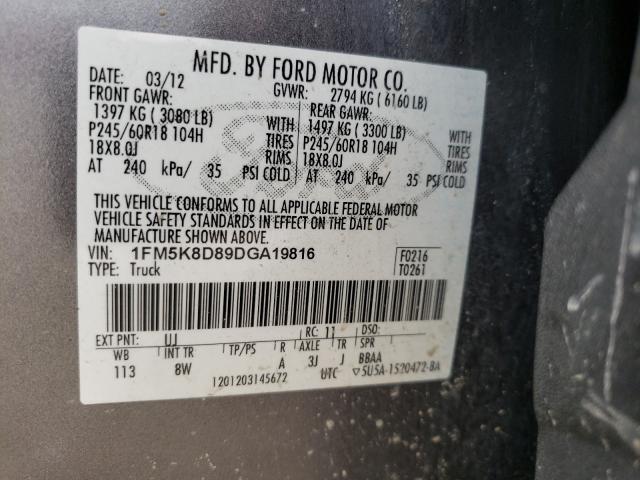 MFD. BY FORD MOTOR CO.
DATE: 03/12 GVWR: 2794 KG ( 6160 LB)
FRONT GAWR: REAR GAWR:
1397 KG ( 3080 LB) WITH 1497 KG ( 3300 LB) WITH
P245/60R18 104H TIRES P245/60R18 104H TIRES
18X8.0J RIMS 18X8.0J RIMS
AT 240 kPa/ 35 PSI COLD AT 240 kPa/ 35 PSI COLD
THIS VEHICLE CONFORMS TO ALL APPLICABLE FEDERAL MOTOR
VEHICLE SAFETY STANDARDS IN EFFECT ON THE DATE OF
MANUFACTURE SHOWN ABOVE.
VIN: 1FM5K8D89DGA19816 F0216
TYPE: Truck T0261
EXT PNT: UJ RC: 11 DSO:
WB INT TR TP/PS R AXLE TR SPR
113 8W A 3J J BBAA
1201203145672 UTC ▽5U5A-1520472-BA
Ford